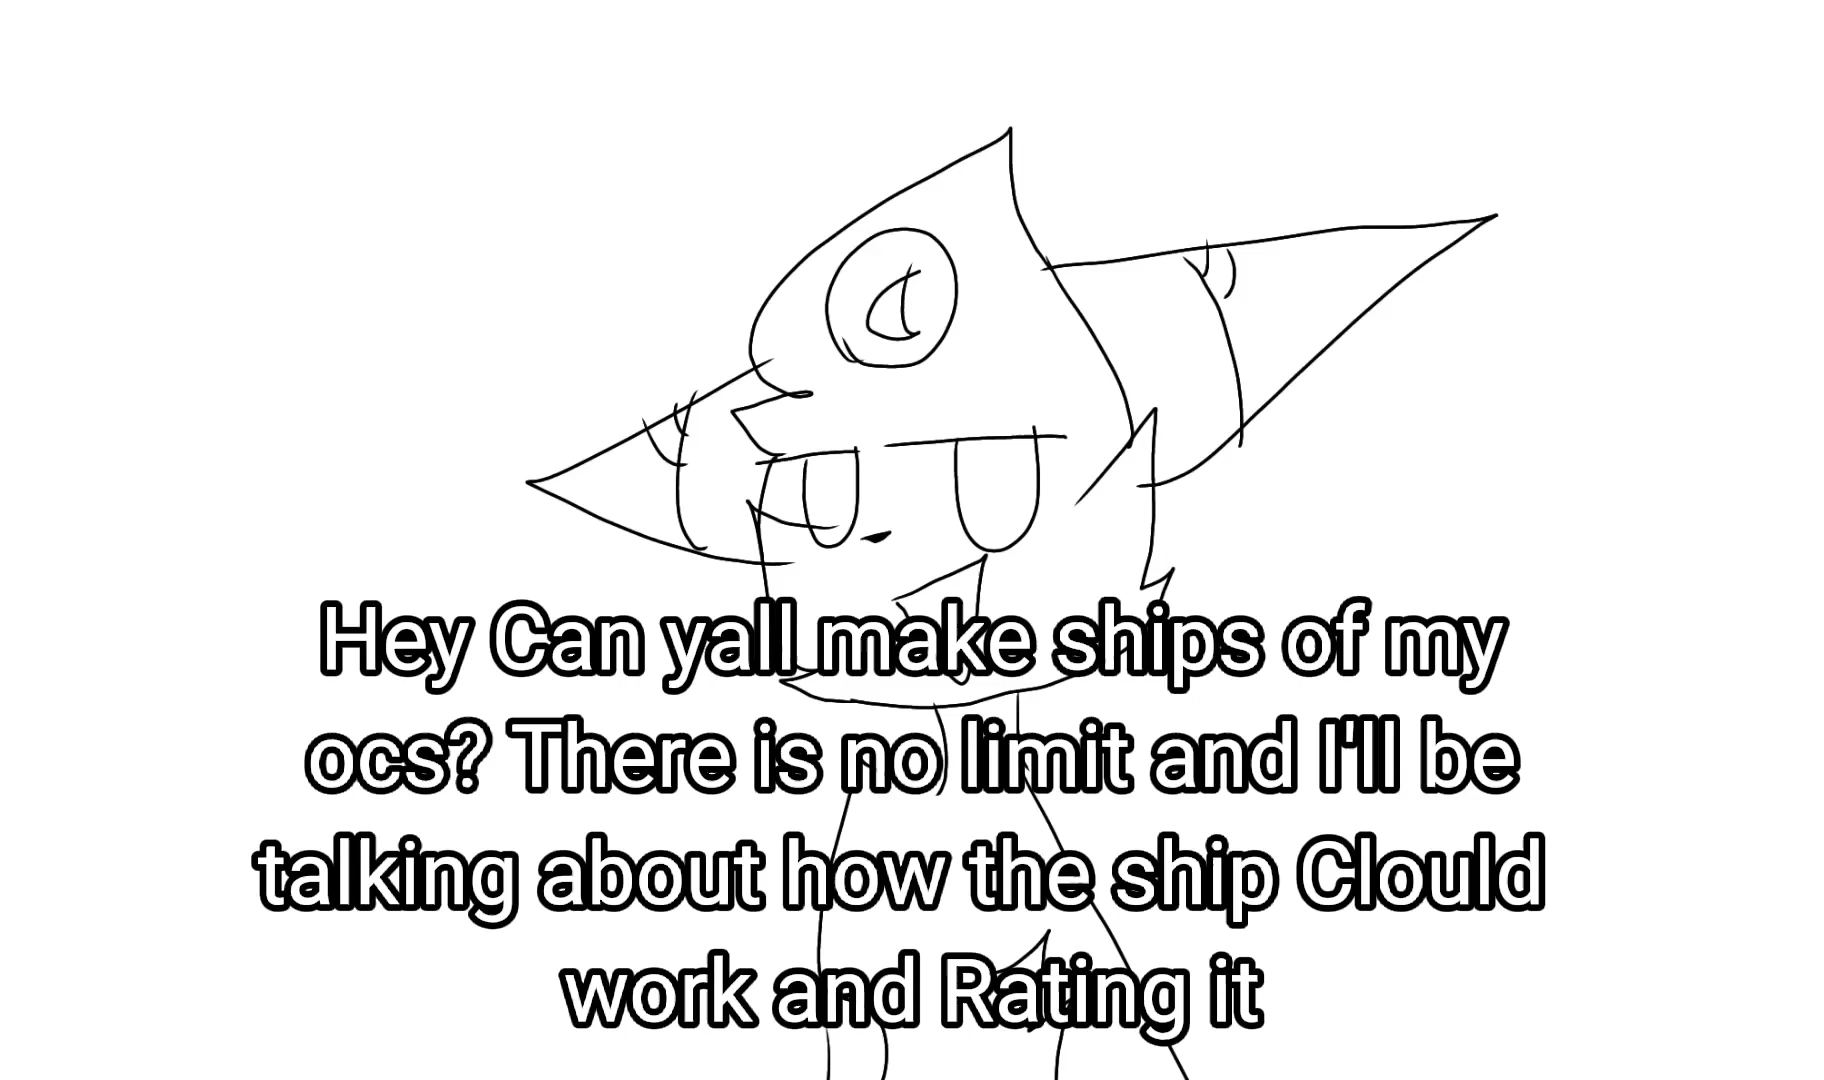 Hey Can yall make ships of my
ocs? There is no limit and I'll be
talking about how the ship Clould
work and Rating it